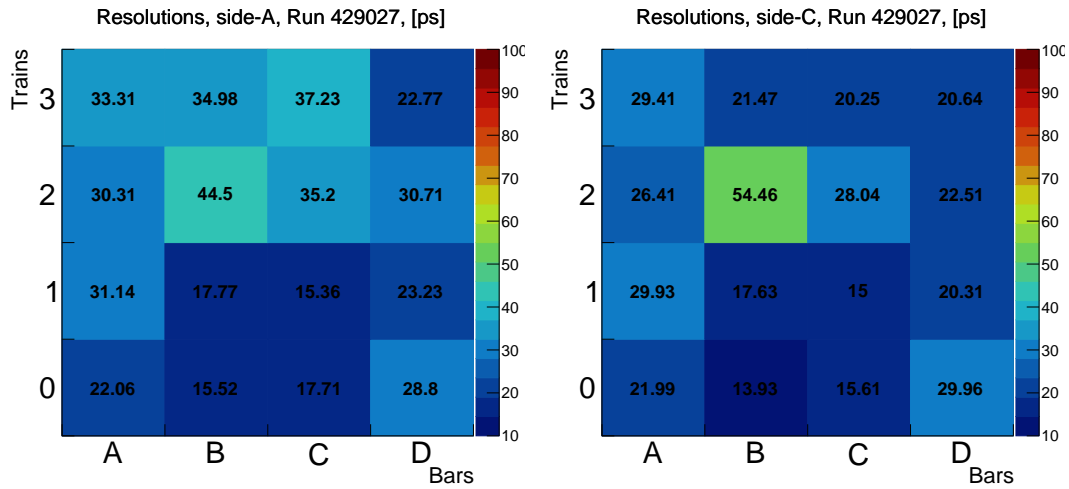 Resolutions, side-A, Run 429027, [ps]
Trains
3
2
1
0
33.31 34.98 37.23 22.77
30.31 44.5 35.2 30.71
31.14 17.77 15.36 23.23
22.06 15.52 17.71 28.8
A B C D
Bars
100
90
80
70
60
50
40
30
20
10
Resolutions, side-C, Run 429027, [ps]
Trains
3
2
1
0
29.41 21.47 20.25 20.64
26.41 54.46 28.04 22.51
29.93 17.63 15 20.31
21.99 13.93 15.61 29.96
A B C D
Bars
100
90
80
70
60
50
40
30
20
10